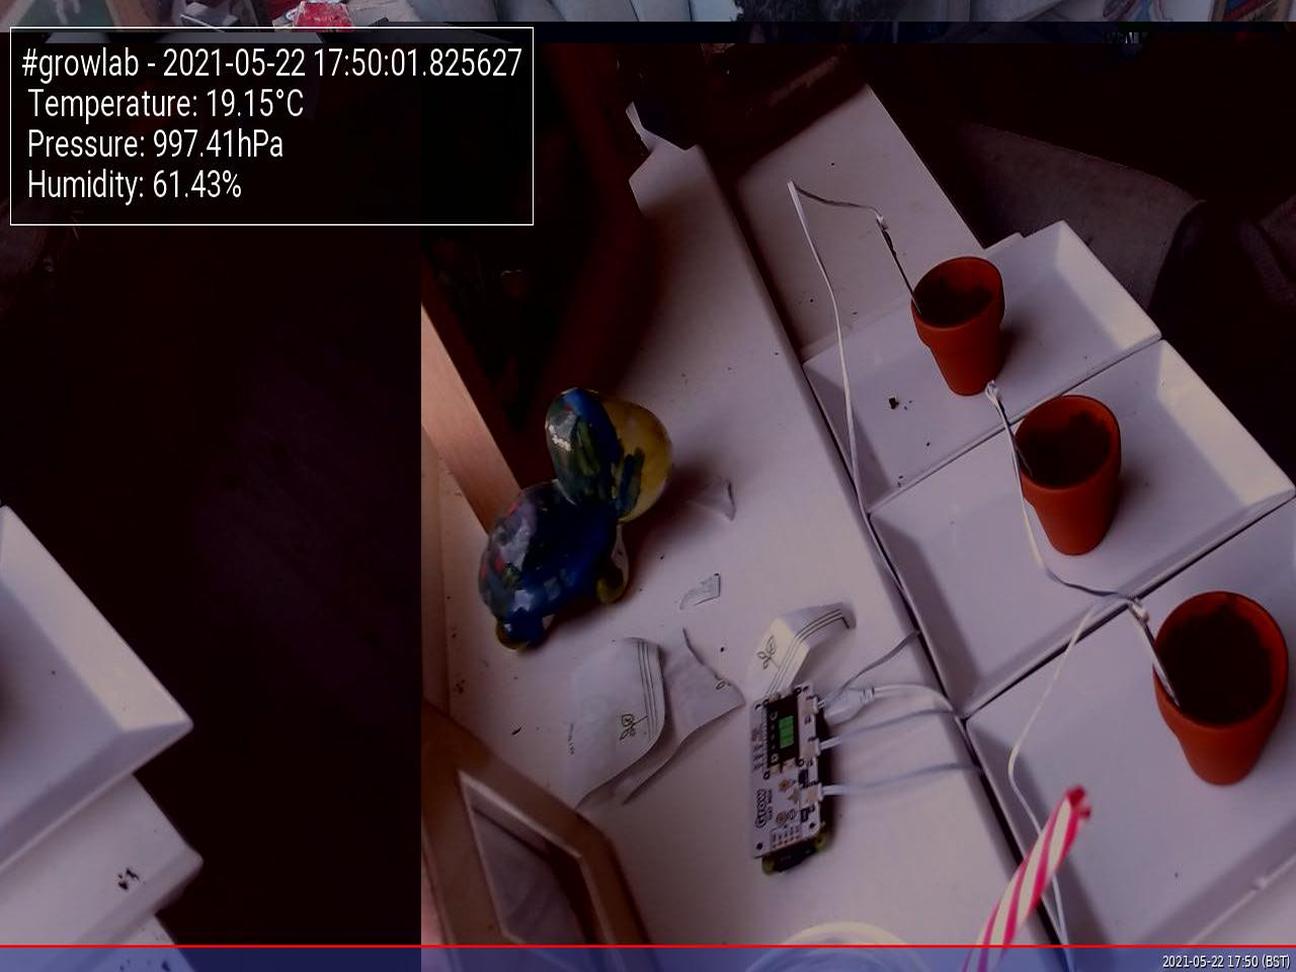 #growlab - 2021-05-22 17:50:01.825627
Temperature: 19.15°C
Pressure: 997.41hPa
Humidity: 61.43%
Grow
2021-05-22 17:50 (BST)